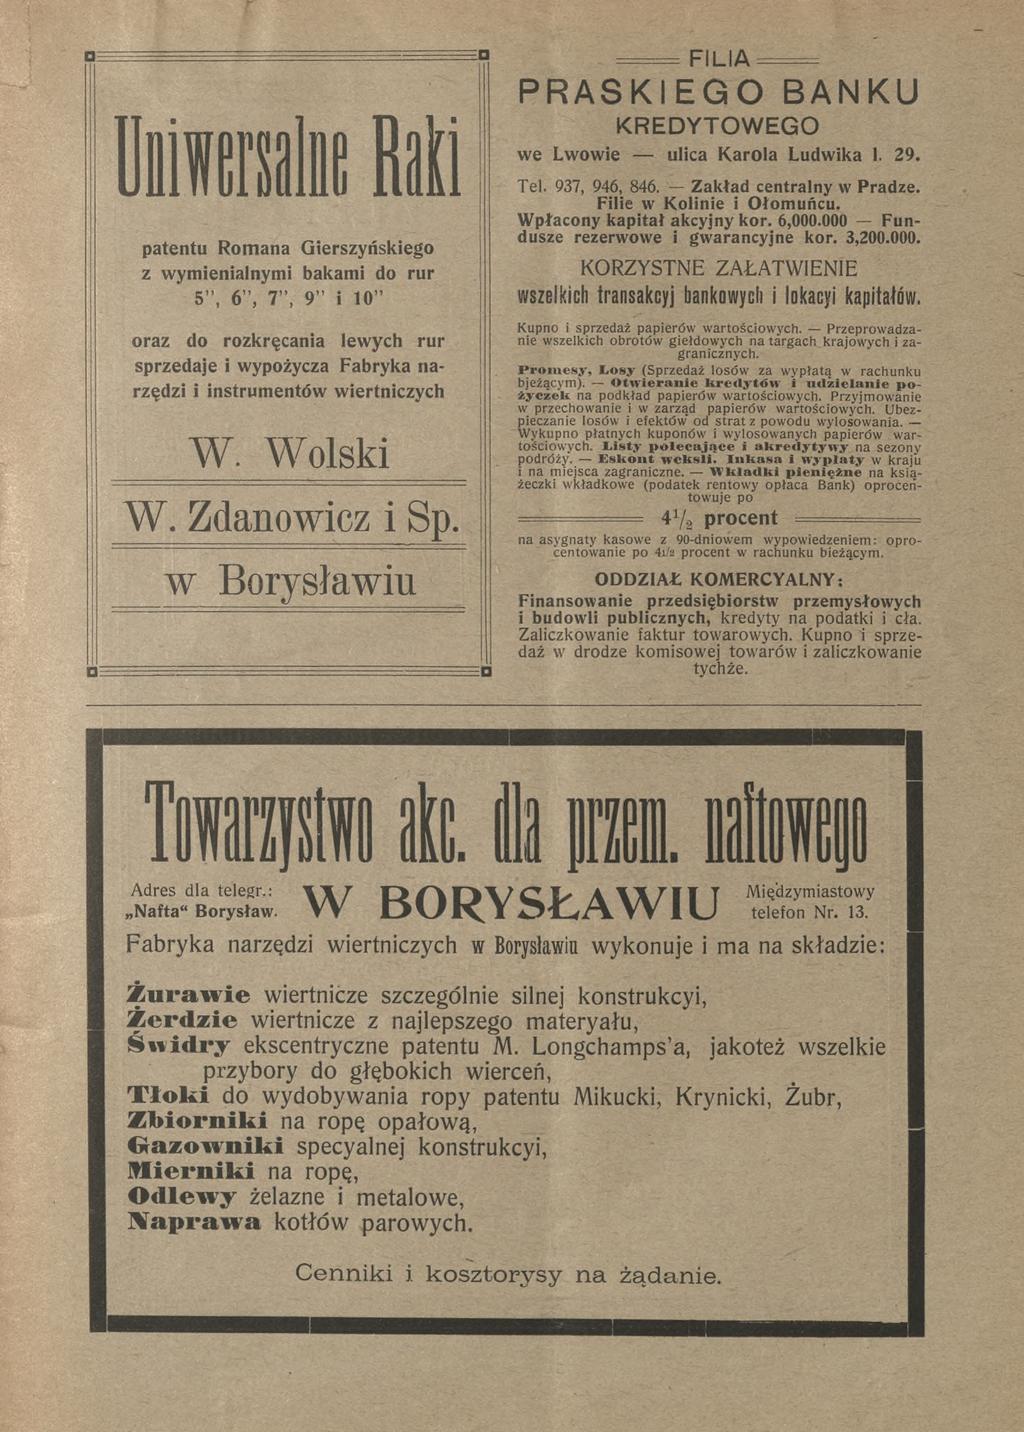 Uniwersalne Raki
patentu Romana Gierszyńskiego
z wymienialnymi bakami do rur
5”, 6”, 7”, 9” i 10”
oraz do rozkręcania lewych rur
sprzedaje i wypożycza Fabryka na-
rzędzi i instrumentów wiertniczych
W. Wolski
W. Zdanowicz i Sp.
w Borysławiu
FILIA
PRASKIEGO BANKU
KREDYTOWEGO
we Lwowie — ulica Karola Ludwika l. 29.
Tel. 937, 946, 846. — Zakład centralny w Pradze.
Filie w Kolinie i Ołomuńcu.
Wpłacony kapitał akcyjny kor. 6,000.000 — Fun-
dusze rezerwowe i gwarancyjne kor. 3,200.000.
KORZYSTNE ZAŁATWIENIE
wszelkich transakcyj bankowych i lokacyi kapitałów.
Kupno i sprzedaż papierów wartościowych. — Przeprowadza-
nie wszelkich obrotów giełdowych na targach krajowych i za-
granicznych.
Promesy, Losy (Sprzedaż losów za wypłatą w rachunku
bjeżącym). — Otwieranie kredytów i udzielanie po-
życzek na podkład papierów wartościowych. Przyjmowanie
w przechowanie i w zarząd papierów wartościowych. Ubez-
pieczanie losów i efektów od strat z powodu wylosowania. —
Wykupno płatnych kuponów i wylosowanych papierów war-
tościowych. Listy polecające i akredytywy na sezony
podróży. — Eskont weksli. Inkasa i wypłaty w kraju
i na miejsca zagraniczne. — Wkładki pieniężne na ksią-
żeczki wkładkowe (podatek rentowy opłaca Bank) oprocen-
towuje po
4½ procent
na asygnaty kasowe z 90-dniowem wypowiedzeniem: opro-
centowanie po 4½ procent w rachunku bieżącym.
ODDZIAŁ KOMERCYALNY:
Finansowanie przedsiębiorstw przemysłowych
i budowli publicznych, kredyty na podatki i cła.
Zaliczkowanie faktur towarowych. Kupno i sprze-
daż w drodze komisowej towarów i zaliczkowanie
tychże.
Towarzystwo akc. dla przem. naftowego
Adres dla telegr.:
„Nafta“ Borysław.
W BORYSŁAWIU
Międzymiastowy
telefon Nr. 13.
Fabryka narzędzi wiertniczych w Borysławiu wykonuje i ma na składzie:
Żurawie wiertnicze szczególnie silnej konstrukcyi,
Żerdzie wiertnicze z najlepszego materyału,
Świdry ekscentryczne patentu M. Longchamps’a, jakoteż wszelkie
przybory do głębokich wierceń,
Tłoki do wydobywania ropy patentu Mikucki, Krynicki, Żubr,
Zbiorniki na ropę opałową,
Gazowniki specyalnej konstrukcyi,
Mierniki na ropę,
Odlewy żelazne i metalowe,
Naprawa kotłów parowych.
Cenniki i kosztorysy na żądanie.